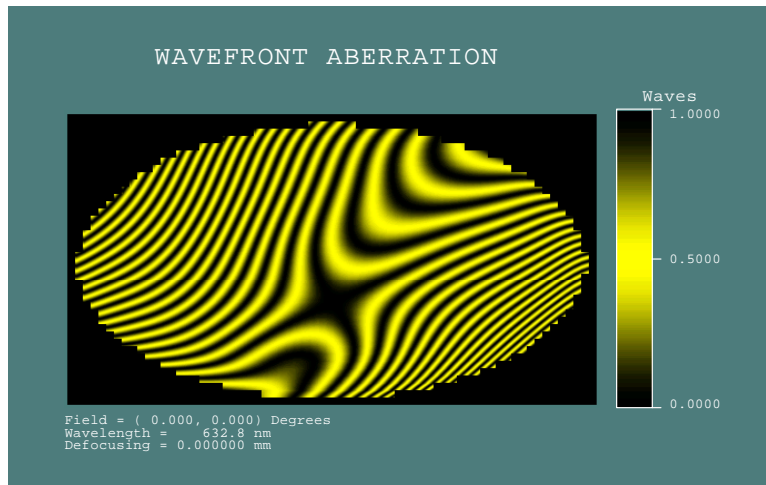 WAVEFRONT ABERRATION
Waves
1.0000
0.5000
0.0000
Field = ( 0.000, 0.000) Degrees
Wavelength =    632.8 nm
Defocusing = 0.000000 mm